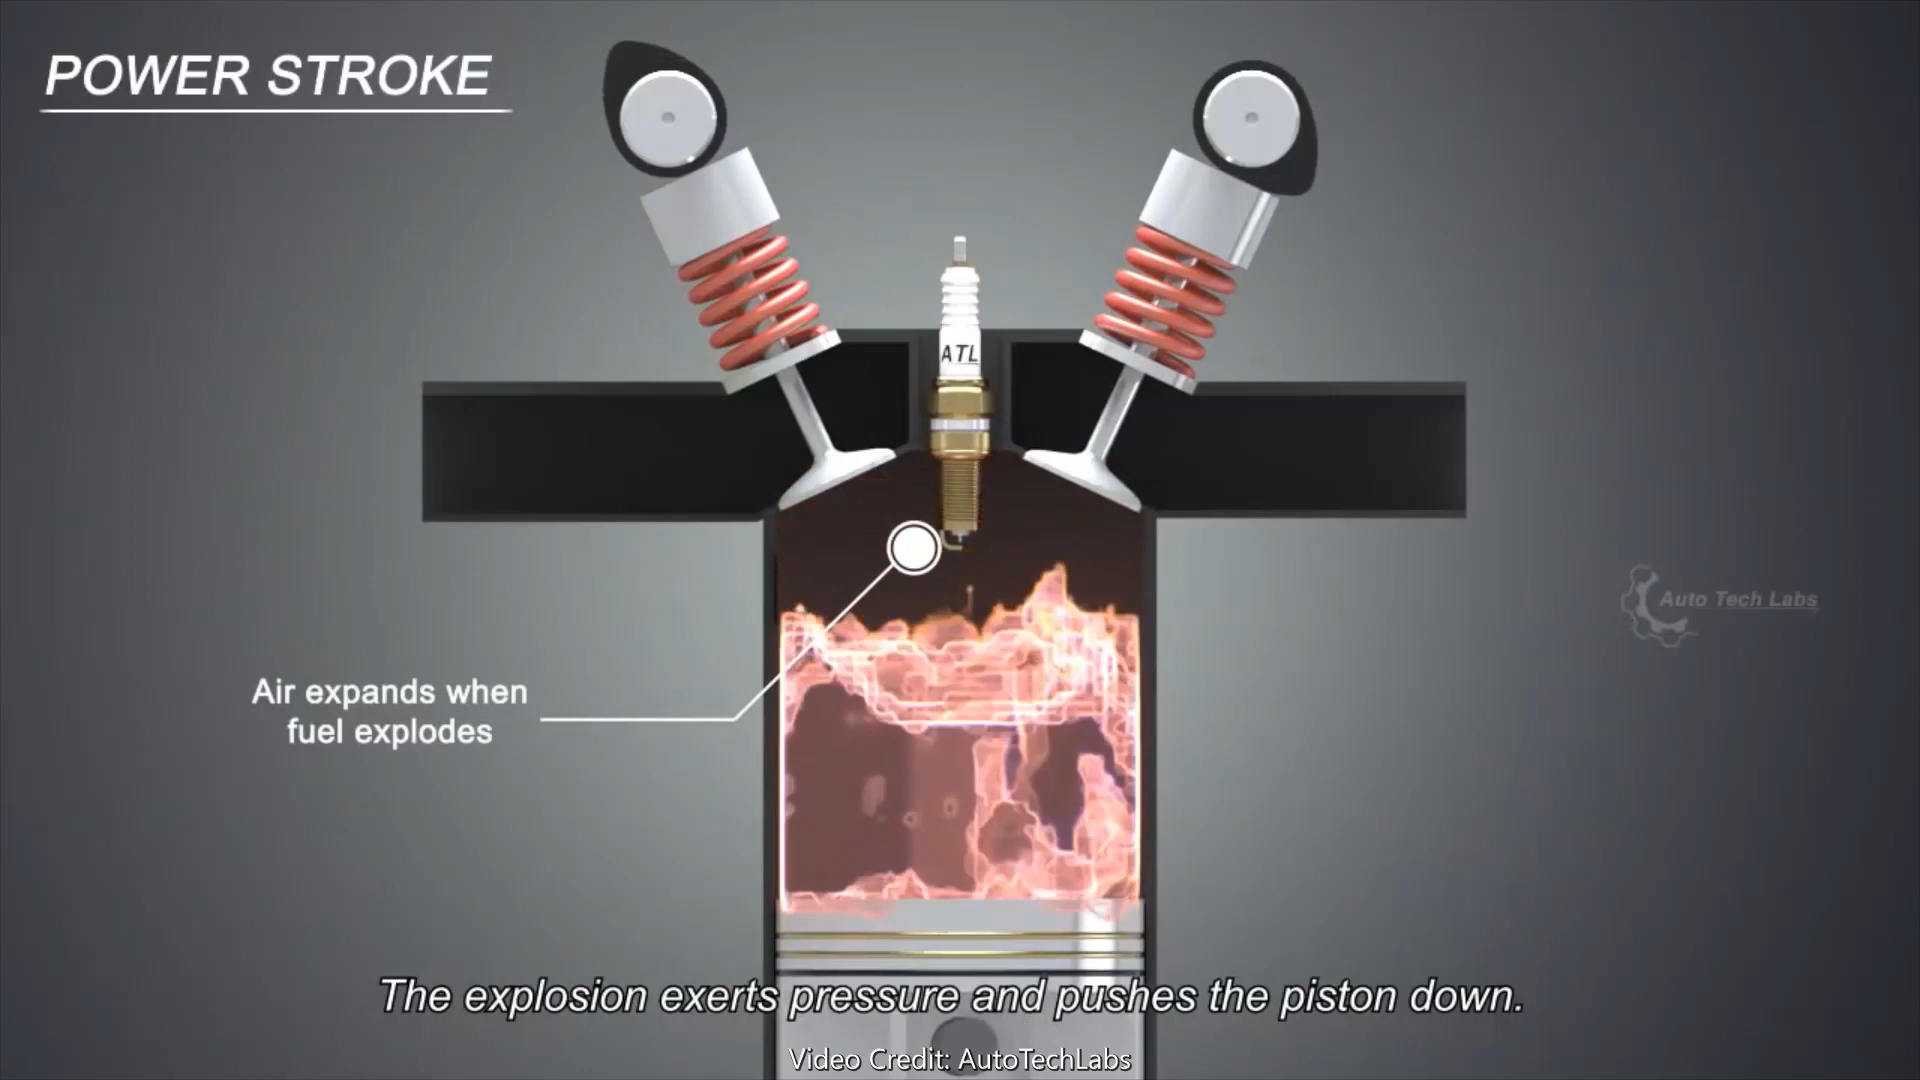 POWER STROKE
ATL
Auto Tech Labs
Air expands when
fuel explodes
The explosion exerts pressure and pushes the piston down.
Video Credit: AutoTechLabs